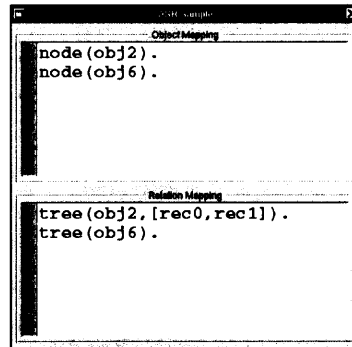 Object Mapping
node(obj2).
node(obj6).
Relation Mapping
tree(obj2,[rec0,rec1]).
tree(obj6).